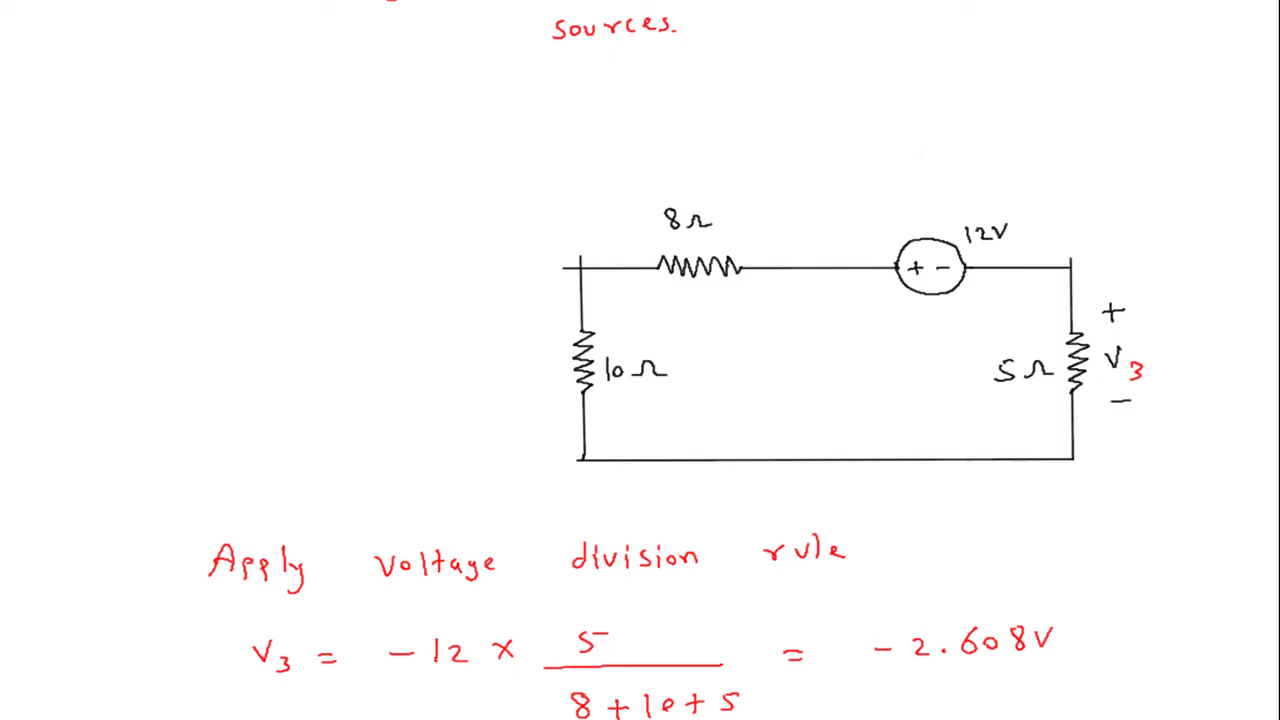 sources.
8Ω
12V
+ -
+
10Ω
5Ω
V3
-
Apply voltage division rule
V3 = -12 × 5 / 8+10+5 = -2.608V